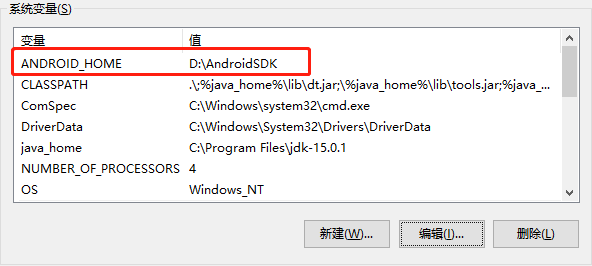 系统变量(S)
变量 值
ANDROID_HOME D:\AndroidSDK
CLASSPATH .\;%java_home%\lib\dt.jar;\%java_home%\lib\tools.jar;%java_...
ComSpec C:\Windows\system32\cmd.exe
DriverData C:\Windows\System32\Drivers\DriverData
java_home C:\Program Files\jdk-15.0.1
NUMBER_OF_PROCESSORS 4
OS Windows_NT
新建(W)... 编辑(I)... 删除(L)